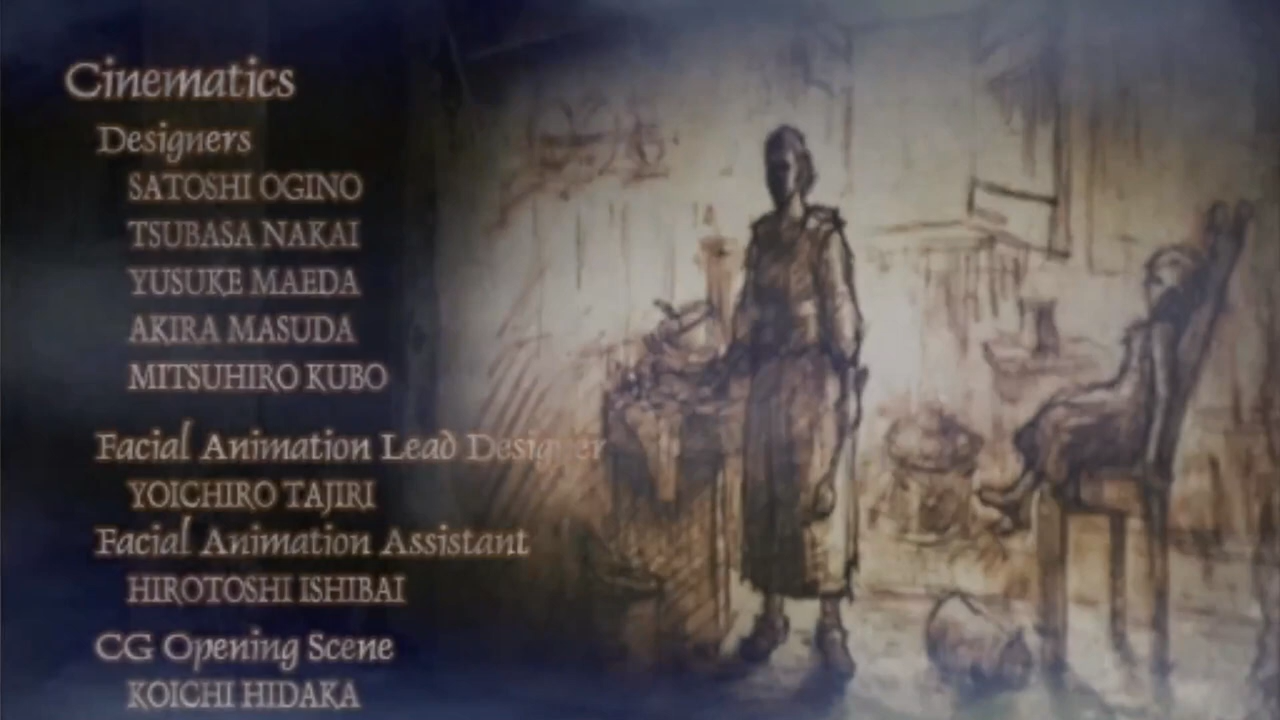 Cinematics
Designers
SATOSHI OGINO
TSUBASA NAKAI
YUSUKE MAEDA
AKIRA MASUDA
MITSUHIRO KUBO
Facial Animation Lead Designer
YOICHIRO TAJIRI
Facial Animation Assistant
HIROTOSHI ISHIBAI
CG Opening Scene
KOICHI HIDAKA